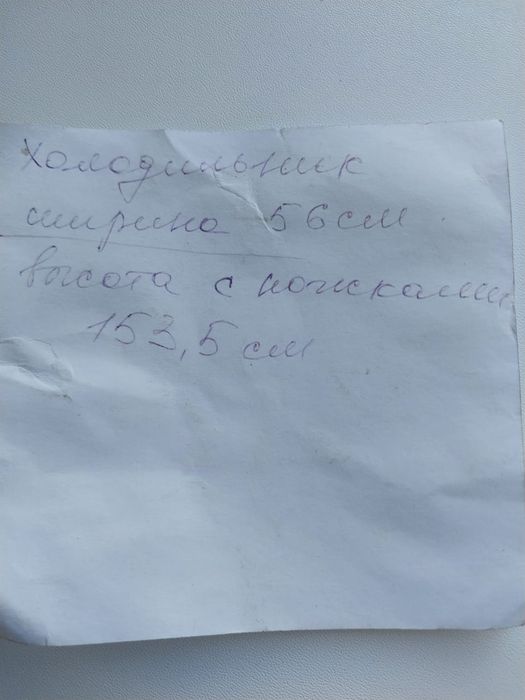 Холодильник
ширина 56см
высота с ножками
153,5 см